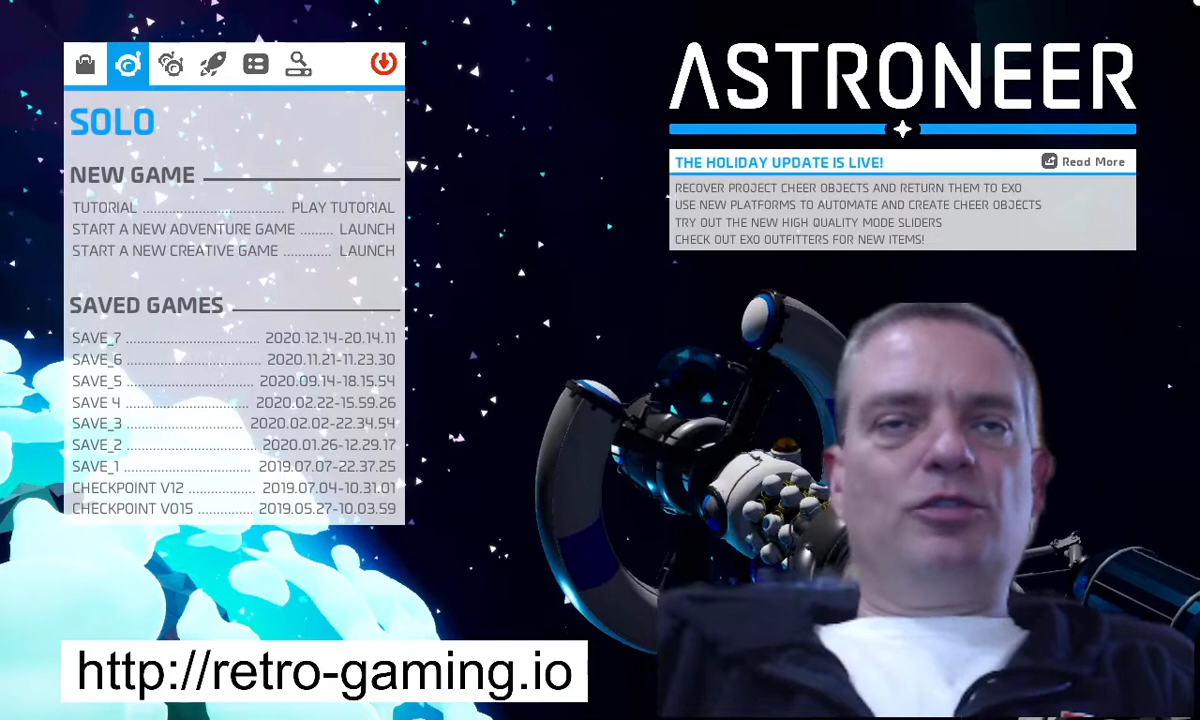 SOLO
NEW GAME
TUTORIAL ................................. PLAY TUTORIAL
START A NEW ADVENTURE GAME ........ LAUNCH
START A NEW CREATIVE GAME ............ LAUNCH
SAVED GAMES
SAVE_7 ................................ 2020.12.14-20.14.11
SAVE_6 ................................ 2020.11.21-11.23.30
SAVE_5 .............................. 2020.09.14-18.15.54
SAVE 4 ............................. 2020.02.22-15.59.26
SAVE_3 ............................ 2020.02.02-22.34.54
SAVE_2 ............................. 2020.01.26-12.29.17
SAVE_1 .............................. 2019.07.07-22.37.25
CHECKPOINT V12 ................ 2019.07.04-10.31.01
CHECKPOINT V015 ............. 2019.05.27-10.03.59
ASTRONEER
THE HOLIDAY UPDATE IS LIVE! Read More
RECOVER PROJECT CHEER OBJECTS AND RETURN THEM TO EXO
USE NEW PLATFORMS TO AUTOMATE AND CREATE CHEER OBJECTS
TRY OUT THE NEW HIGH QUALITY MODE SLIDERS
CHECK OUT EXO OUTFITTERS FOR NEW ITEMS!
http://retro-gaming.io